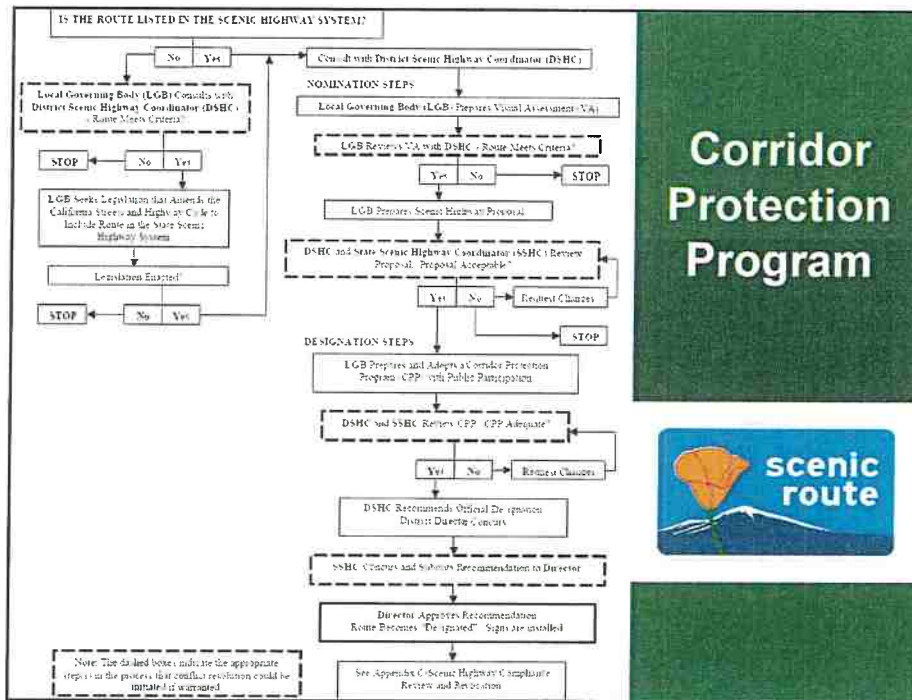 IS THE ROUTE LISTED IN THE SCENIC HIGHWAY SYSTEM?
No Yes
Consult with District Scenic Highway Coordinator (DSHC)
Local Governing Body (LGB) Consults with
District Scenic Highway Coordinator (DSHC)
- Route Meets Criteria?
STOP
No Yes
LGB Seeks Legislation that Amends the
California Streets and Highway Code to
Include Route in the State Scenic
Highway System
Legislation Enacted?
STOP
No Yes
NOMINATION STEPS
Local Governing Body (LGB) Prepares Visual Assessment (VA)
LGB Reviews VA with DSHC - Route Meets Criteria?
Yes No
STOP
LGB Prepares Scenic Highway Proposal
DSHC and State Scenic Highway Coordinator (SSHC) Review
Proposal - Proposal Acceptable?
Yes No
Request Changes
STOP
DESIGNATION STEPS
LGB Prepares and Adopts a Corridor Protection
Program (CPP) with Public Participation
DSHC and SSHC Review CPP - CPP Adequate?
Yes No
Request Changes
DSHC Recommends Official Designation
District Director Concurs
SSHC Concurs and Submits Recommendation to Director
Director Approves Recommendation
Route Becomes "Designated" - Signs are installed
See Appendix C-Scenic Highway Compliance
Review and Revocation
Note: The dashed boxes indicate the appropriate
steps in the process that conflict resolution could be
initiated if warranted
Corridor
Protection
Program
scenic
route